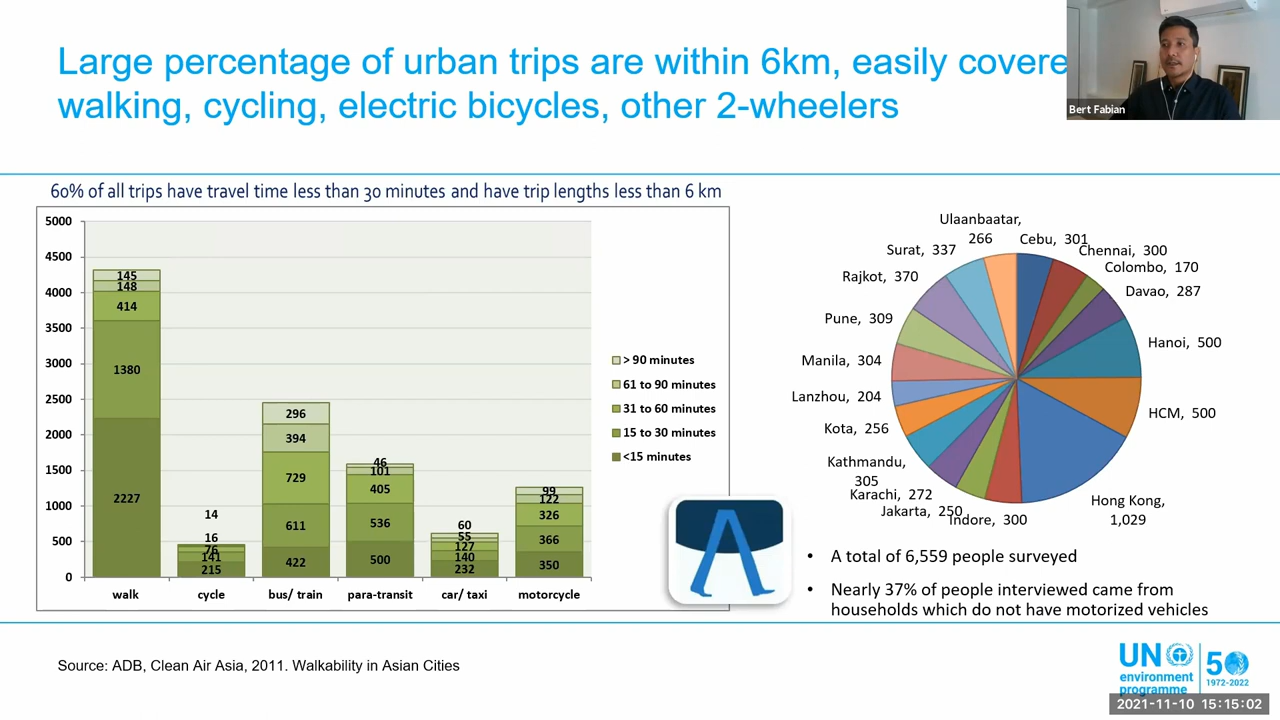 Large percentage of urban trips are within 6km, easily covere
walking, cycling, electric bicycles, other 2-wheelers
Bert Fabian
60% of all trips have travel time less than 30 minutes and have trip lengths less than 6 km
5000
4500
4000
3500
3000
2500
2000
1500
1000
500
0
145
148
414
1380
2227
14
16
76
141
215
296
394
729
611
422
46
101
405
536
500
60
55
127
140
232
99
122
326
366
350
walk
cycle
bus/ train
para-transit
car/ taxi
motorcycle
> 90 minutes
61 to 90 minutes
31 to 60 minutes
15 to 30 minutes
<15 minutes
Ulaanbaatar,
266
Cebu, 301
Chennai, 300
Colombo, 170
Davao, 287
Hanoi, 500
HCM, 500
Hong Kong,
1,029
Indore, 300
Jakarta, 250
Karachi, 272
Kathmandu,
305
Kota, 256
Lanzhou, 204
Manila, 304
Pune, 309
Rajkot, 370
Surat, 337
• A total of 6,559 people surveyed
• Nearly 37% of people interviewed came from
households which do not have motorized vehicles
Source: ADB, Clean Air Asia, 2011. Walkability in Asian Cities
UN
environment
programme
50
1972-2022
2021-11-10 15:15:02